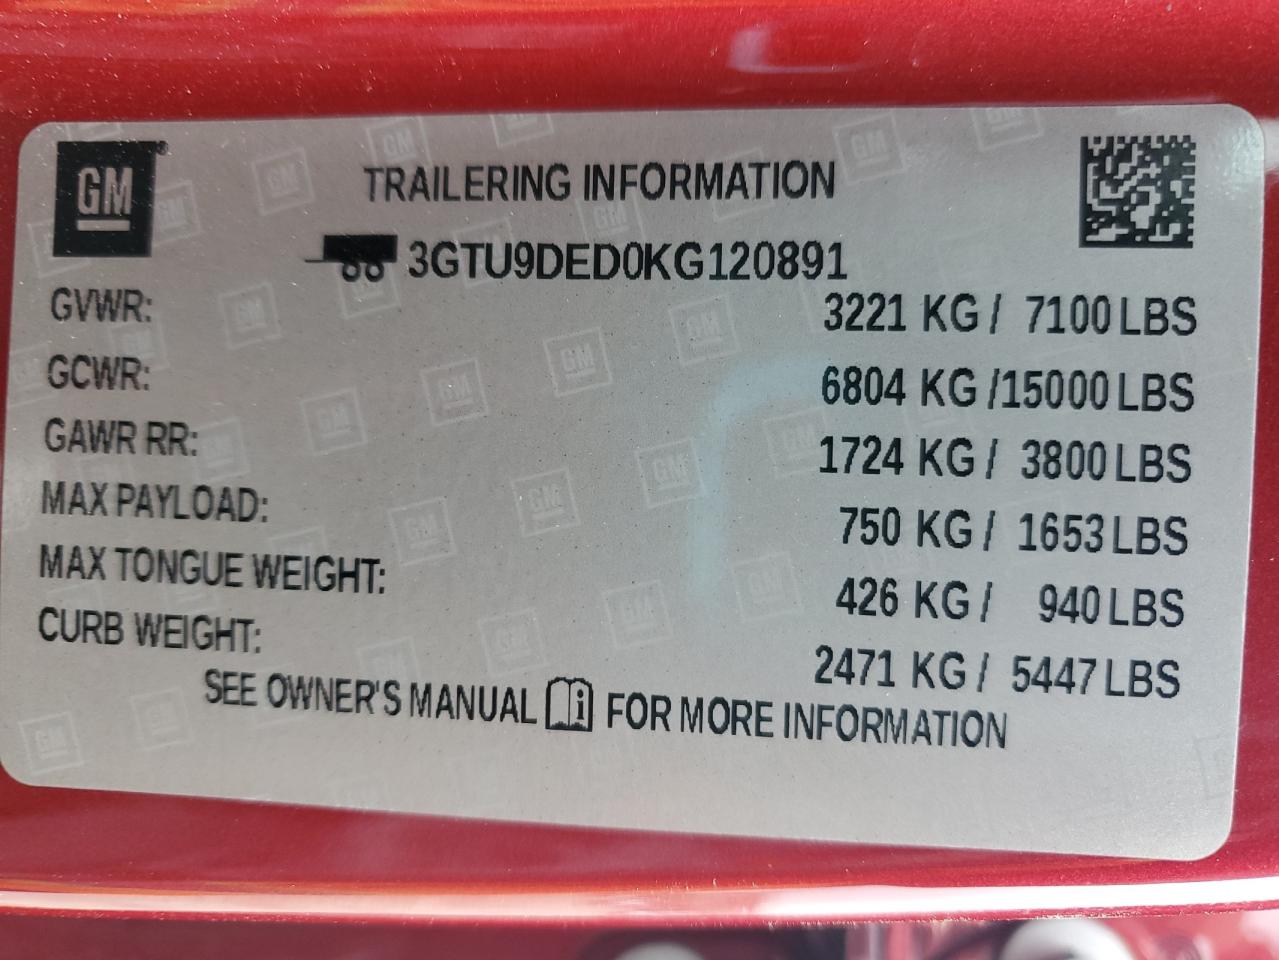 GM
TRAILERING INFORMATION
3GTU9DED0KG120891
GVWR: 3221 KG / 7100 LBS
GCWR: 6804 KG /15000 LBS
GAWR RR: 1724 KG / 3800 LBS
MAX PAYLOAD: 750 KG / 1653 LBS
MAX TONGUE WEIGHT: 426 KG / 940 LBS
CURB WEIGHT: 2471 KG / 5447 LBS
SEE OWNER'S MANUAL i FOR MORE INFORMATION